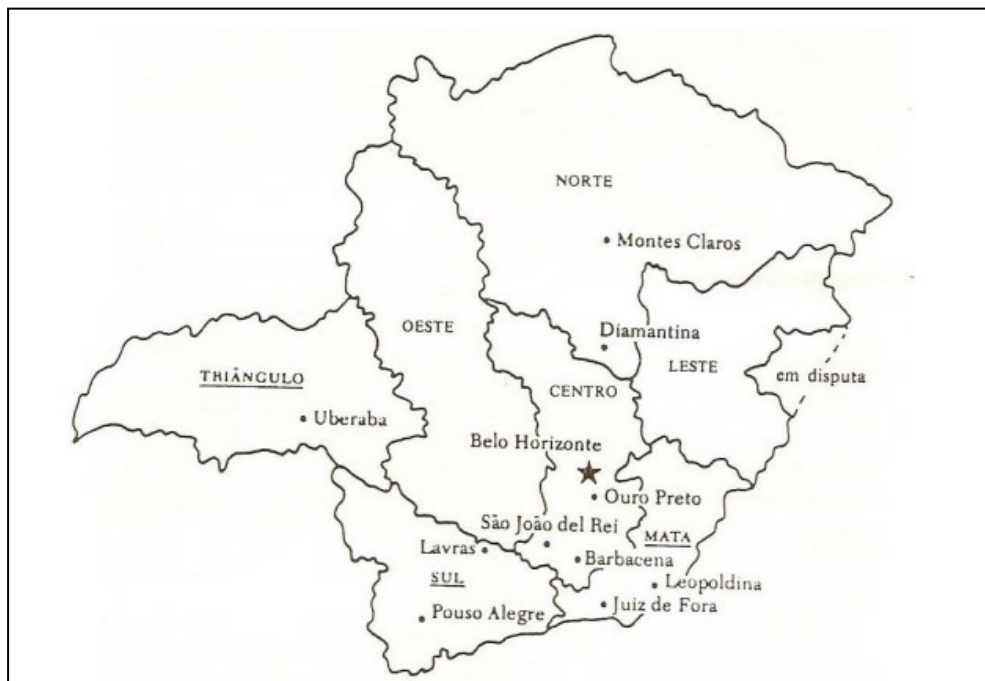 NORTE
Montes Claros
OESTE
Diamantina
LESTE
em disputa
TRIÂNGULO
CENTRO
Uberaba
Belo Horizonte
Ouro Preto
São João del Rei
MATA
Lavras
Barbacena
SUL
Leopoldina
Juiz de Fora
Pouso Alegre